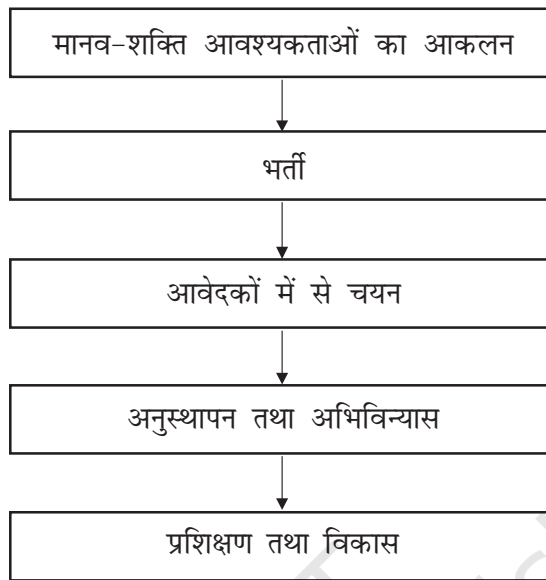 मानव-शक्ति आवश्यकताओं का आकलन
भर्ती
आवेदकों में से चयन
अनुस्थापन तथा अभिविन्यास
प्रशिक्षण तथा विकास